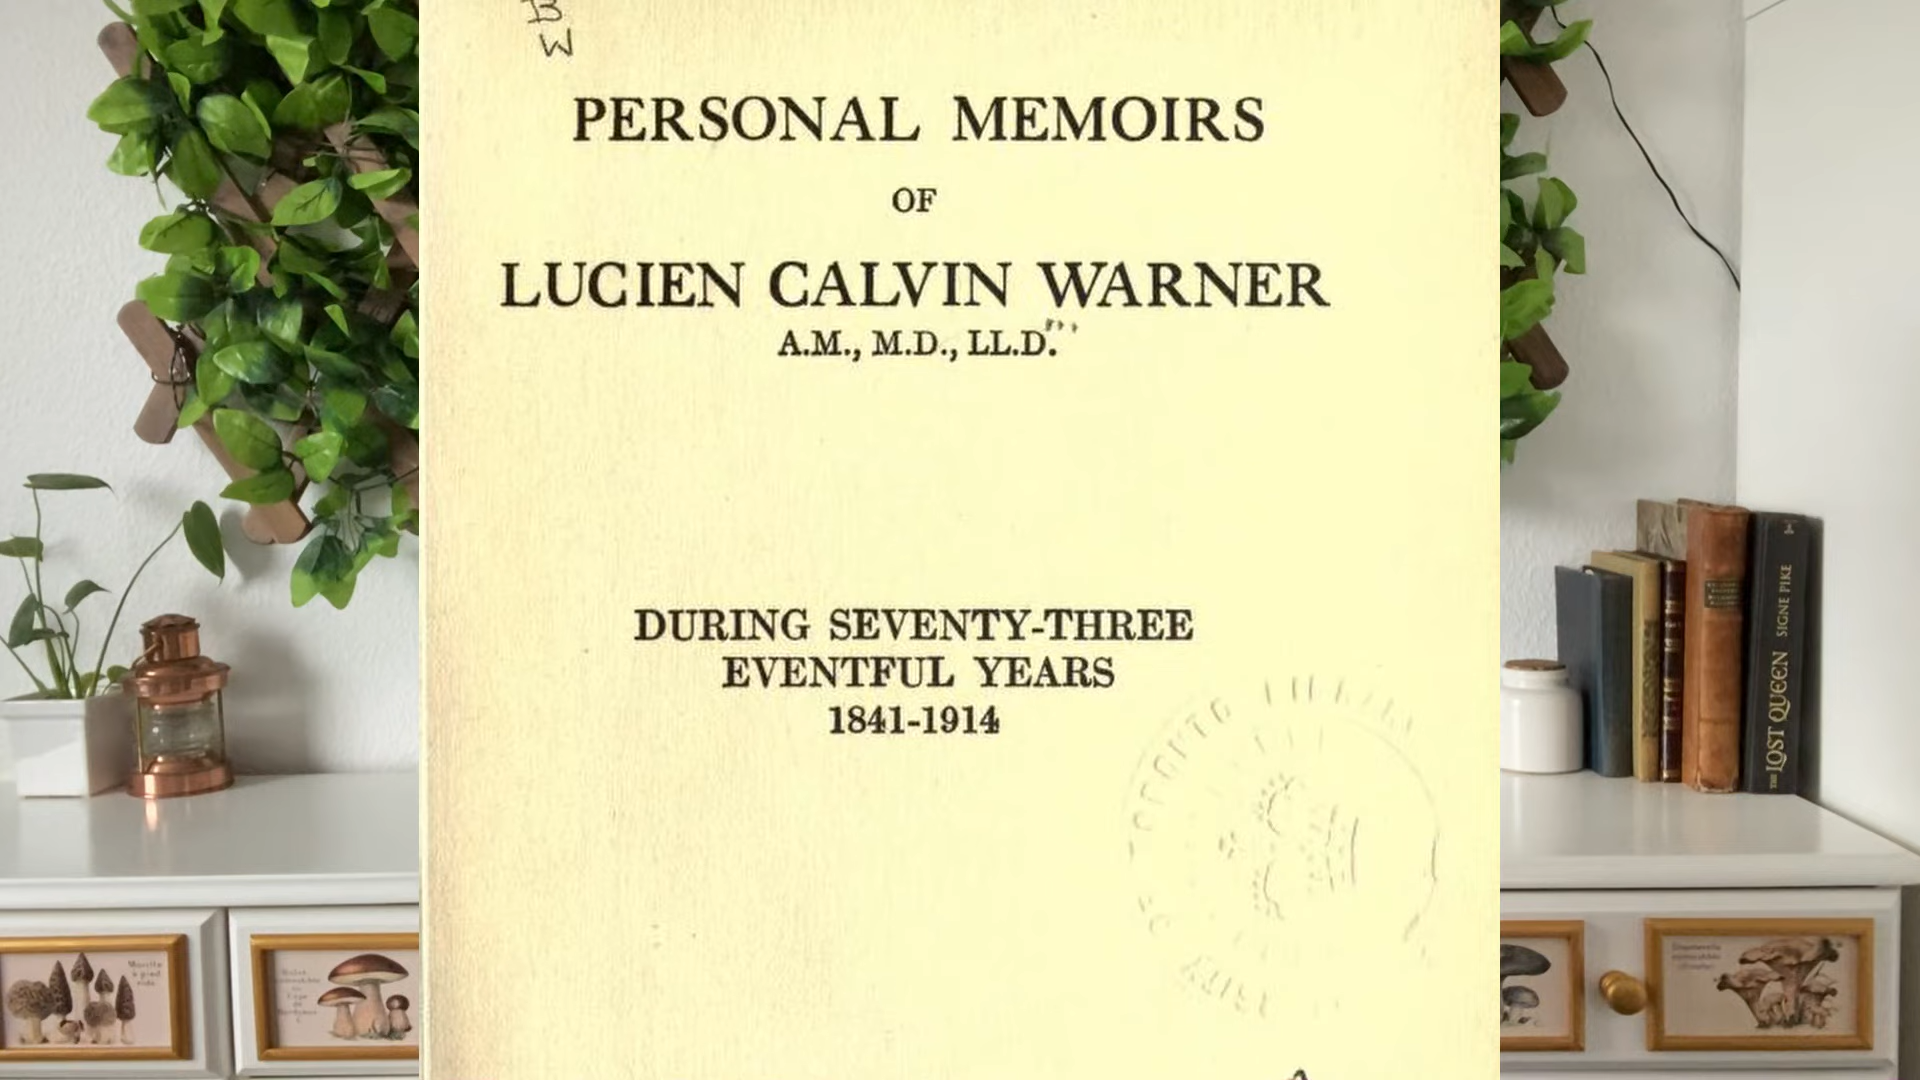 B
W
PERSONAL MEMOIRS
OF
LUCIEN CALVIN WARNER
A.M., M.D., LL.D.
DURING SEVENTY-THREE
EVENTFUL YEARS
1841-1914
THE LOST QUEEN SIGNE PIKE